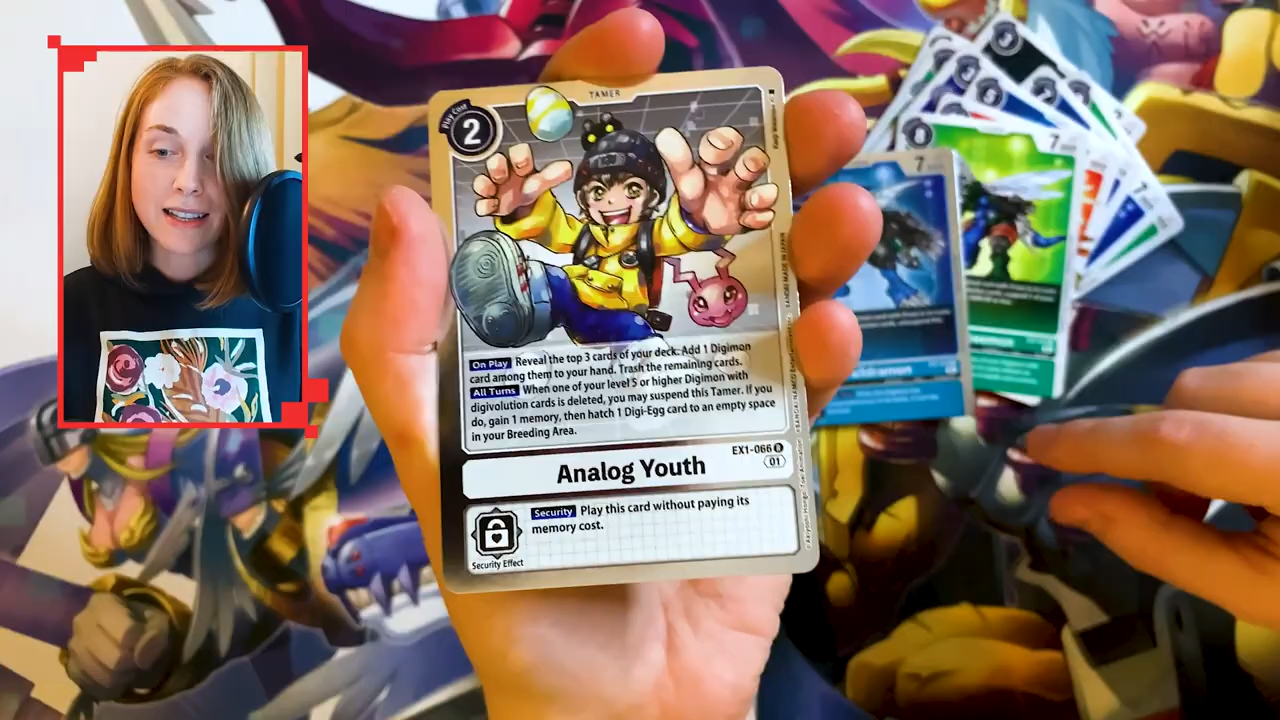 TAMER
Play Cost
2
On Play Reveal the top 3 cards of your deck. Add 1 Digimon
card among them to your hand. Trash the remaining cards.
All Turns When one of your level 5 or higher Digimon with
digivolution cards is deleted, you may suspend this Tamer. If you
do, gain 1 memory, then hatch 1 Digi-Egg card to an empty space
in your Breeding Area.
EX1-066 R
01
Analog Youth
Security Play this card without paying its
memory cost.
Security Effect
7
7
7